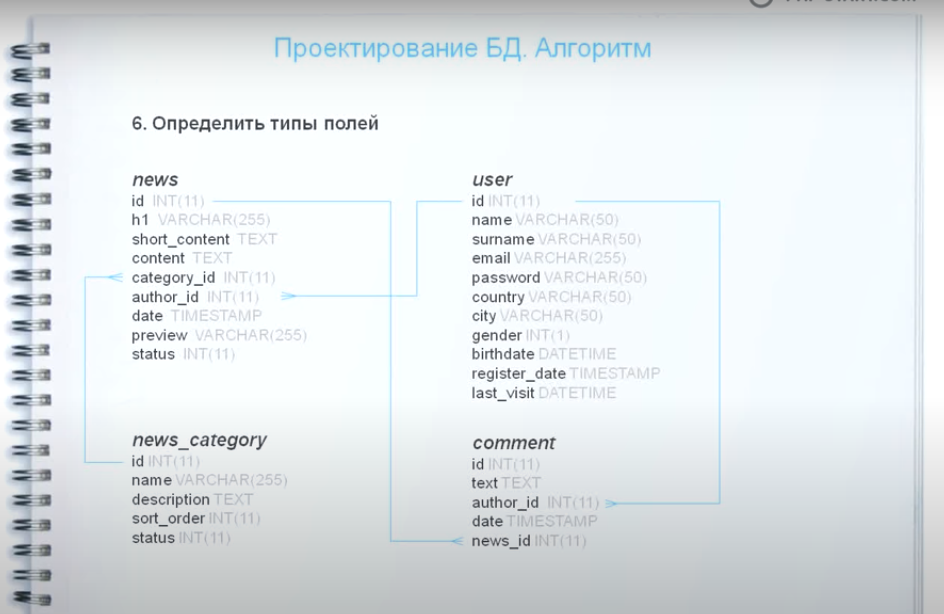 Проектирование БД. Алгоритм
6. Определить типы полей
news
id INT(11)
h1 VARCHAR(255)
short_content TEXT
content TEXT
category_id INT(11)
author_id INT(11)
date TIMESTAMP
preview VARCHAR(255)
status INT(11)
user
id INT(11)
name VARCHAR(50)
surname VARCHAR(50)
email VARCHAR(255)
password VARCHAR(50)
country VARCHAR(50)
city VARCHAR(50)
gender INT(1)
birthdate DATETIME
register_date TIMESTAMP
last_visit DATETIME
news_category
id INT(11)
name VARCHAR(255)
description TEXT
sort_order INT(11)
status INT(11)
comment
id INT(11)
text TEXT
author_id INT(11)
date TIMESTAMP
news_id INT(11)